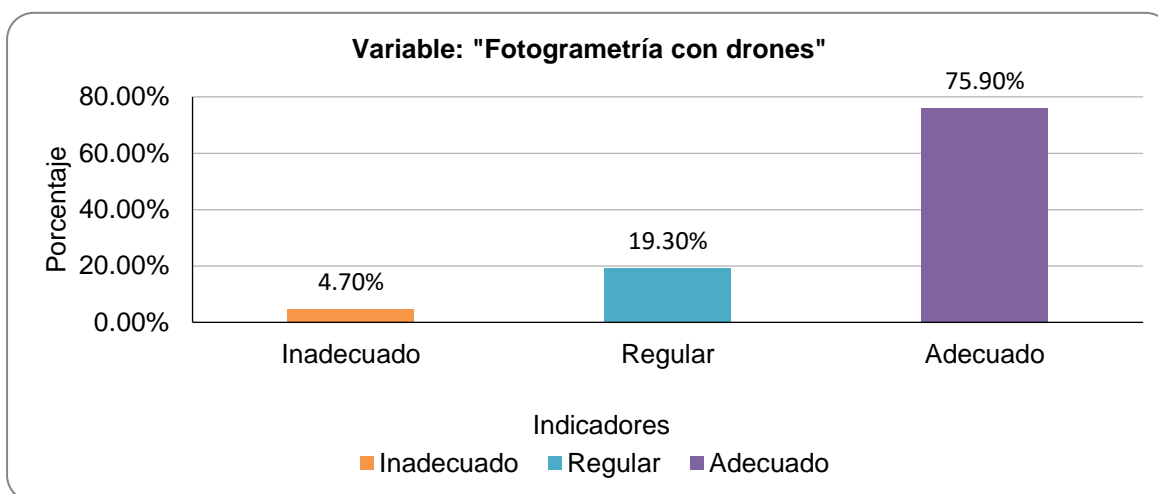 Variable: "Fotogrametría con drones"
75.90%
80.00%
60.00%
40.00%
20.00%
0.00%
Porcentaje
19.30%
4.70%
Inadecuado Regular Adecuado
Indicadores
Inadecuado Regular Adecuado